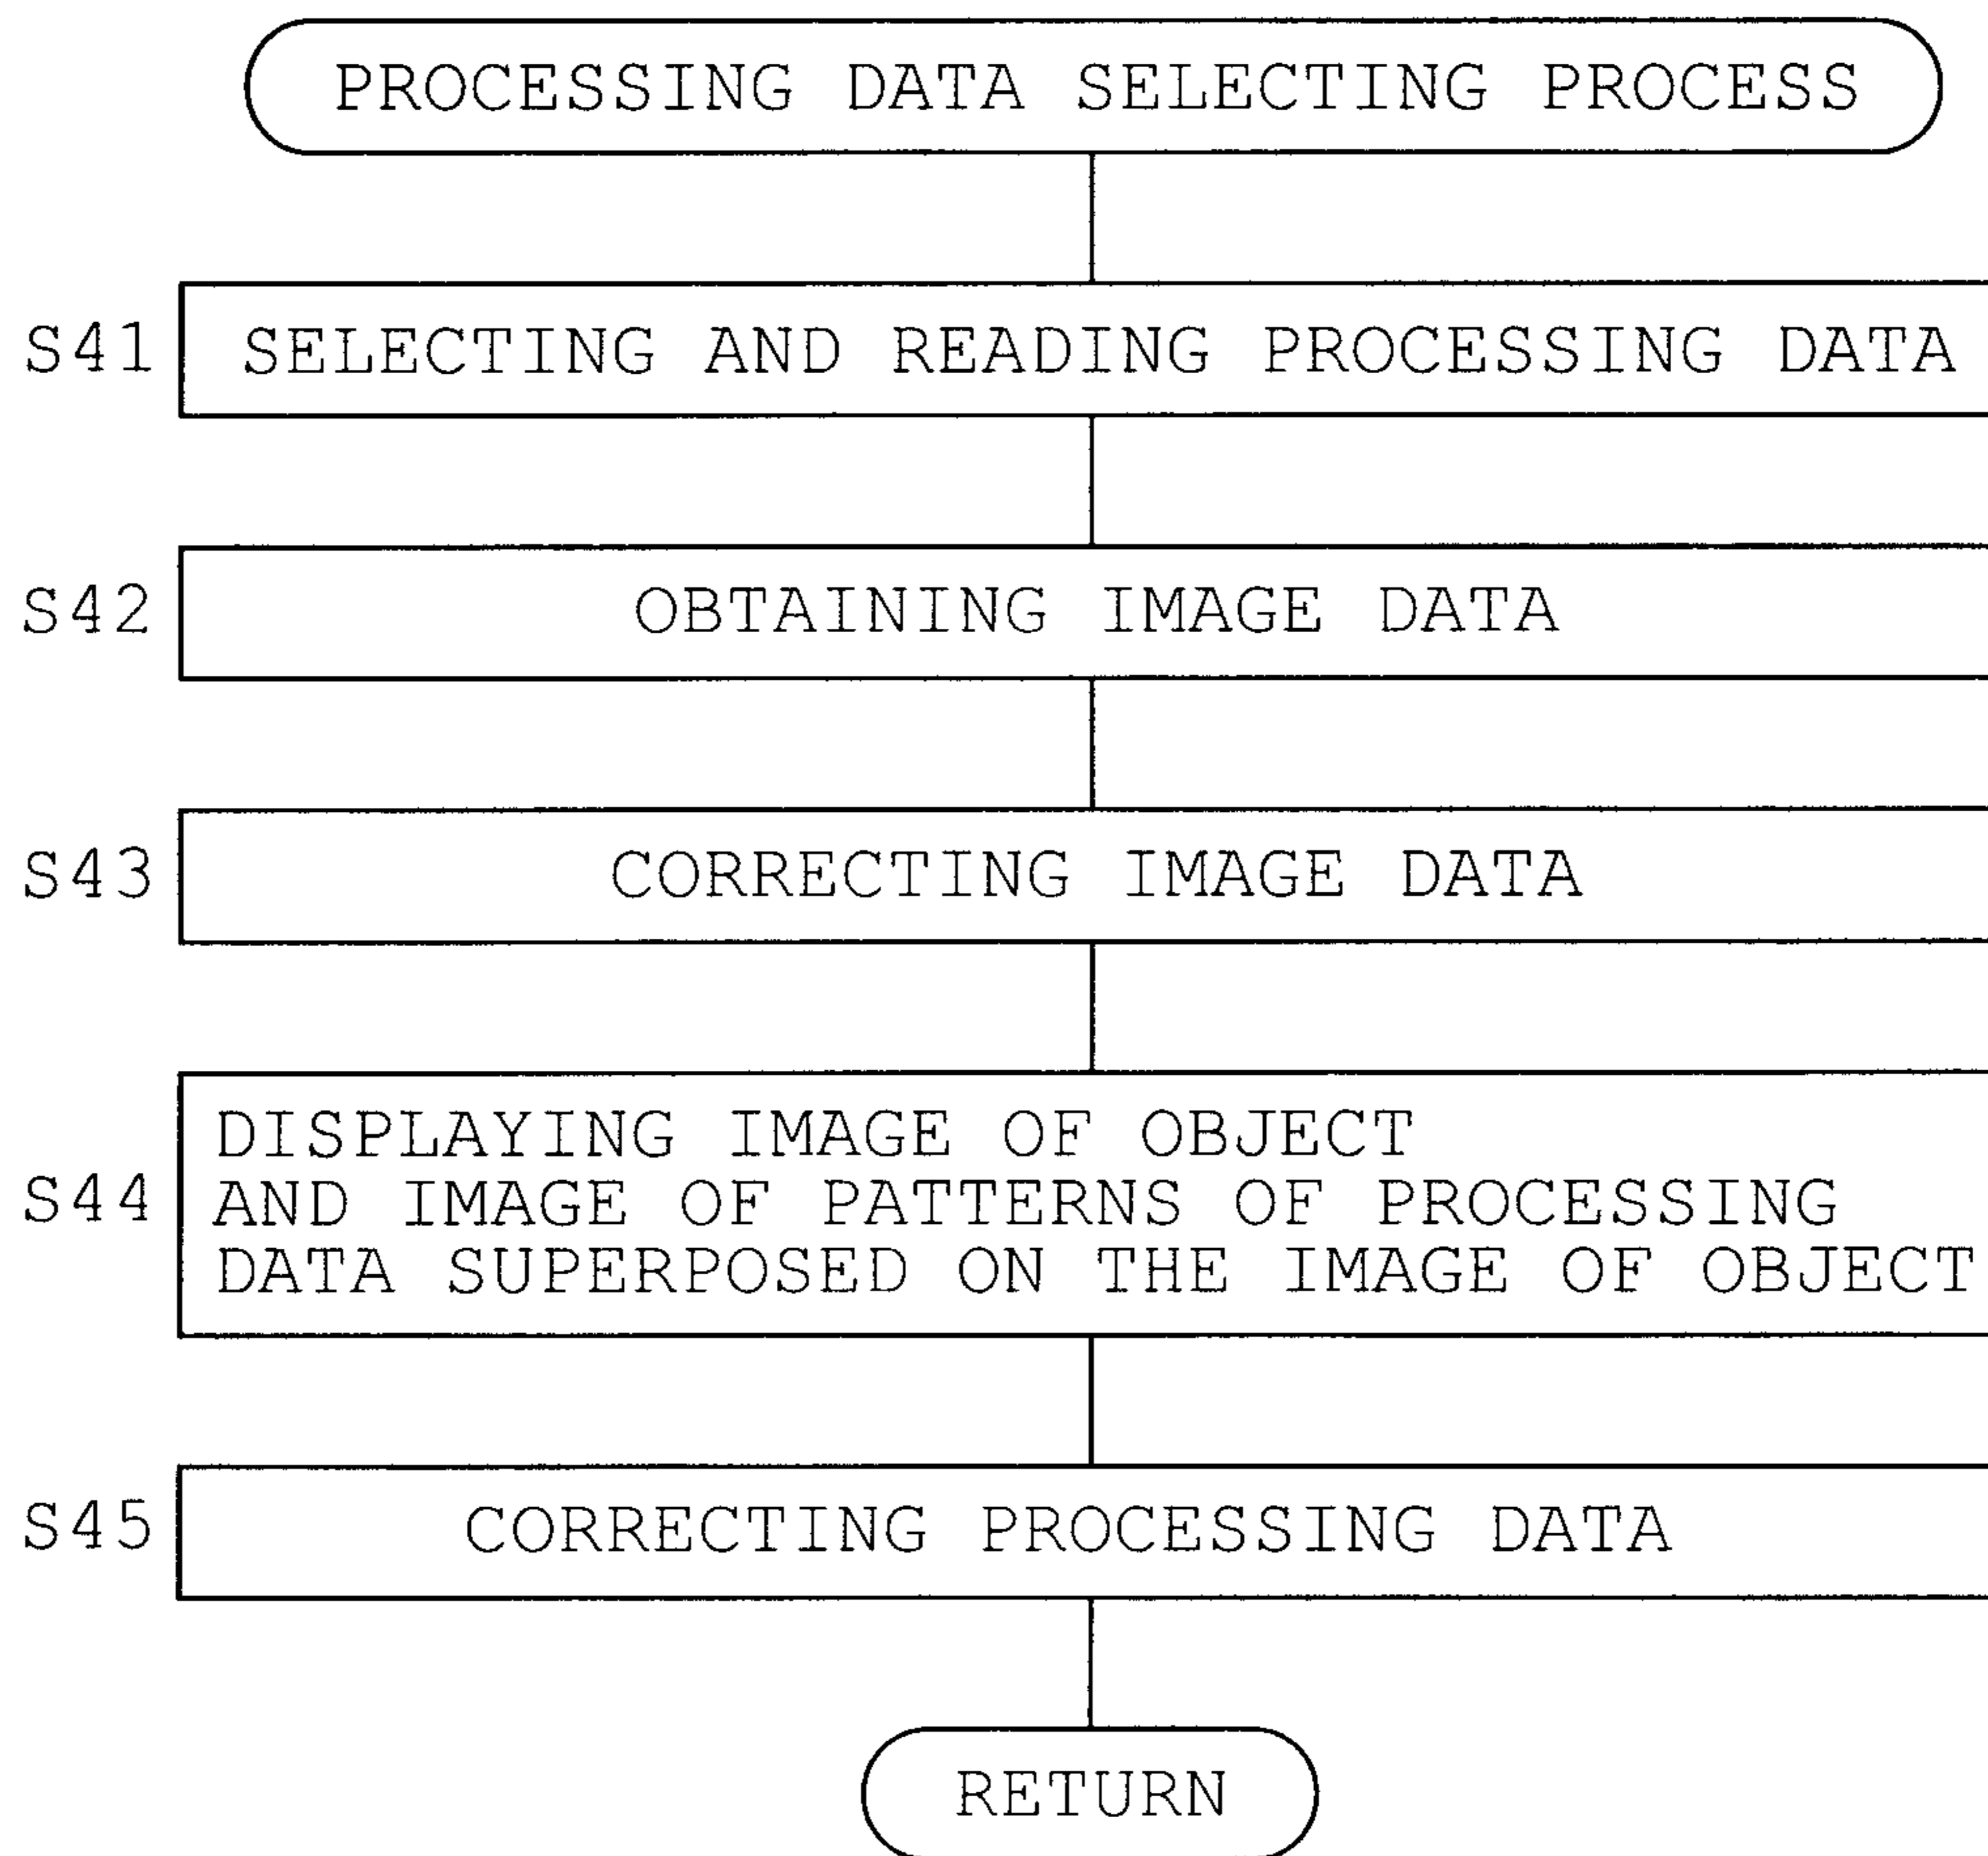 PROCESSING DATA SELECTING PROCESS
S41 SELECTING AND READING PROCESSING DATA
S42 OBTAINING IMAGE DATA
S43 CORRECTING IMAGE DATA
DISPLAYING IMAGE OF OBJECT
S44 AND IMAGE OF PATTERNS OF PROCESSING
DATA SUPERPOSED ON THE IMAGE OF OBJECT
S45 CORRECTING PROCESSING DATA
RETURN